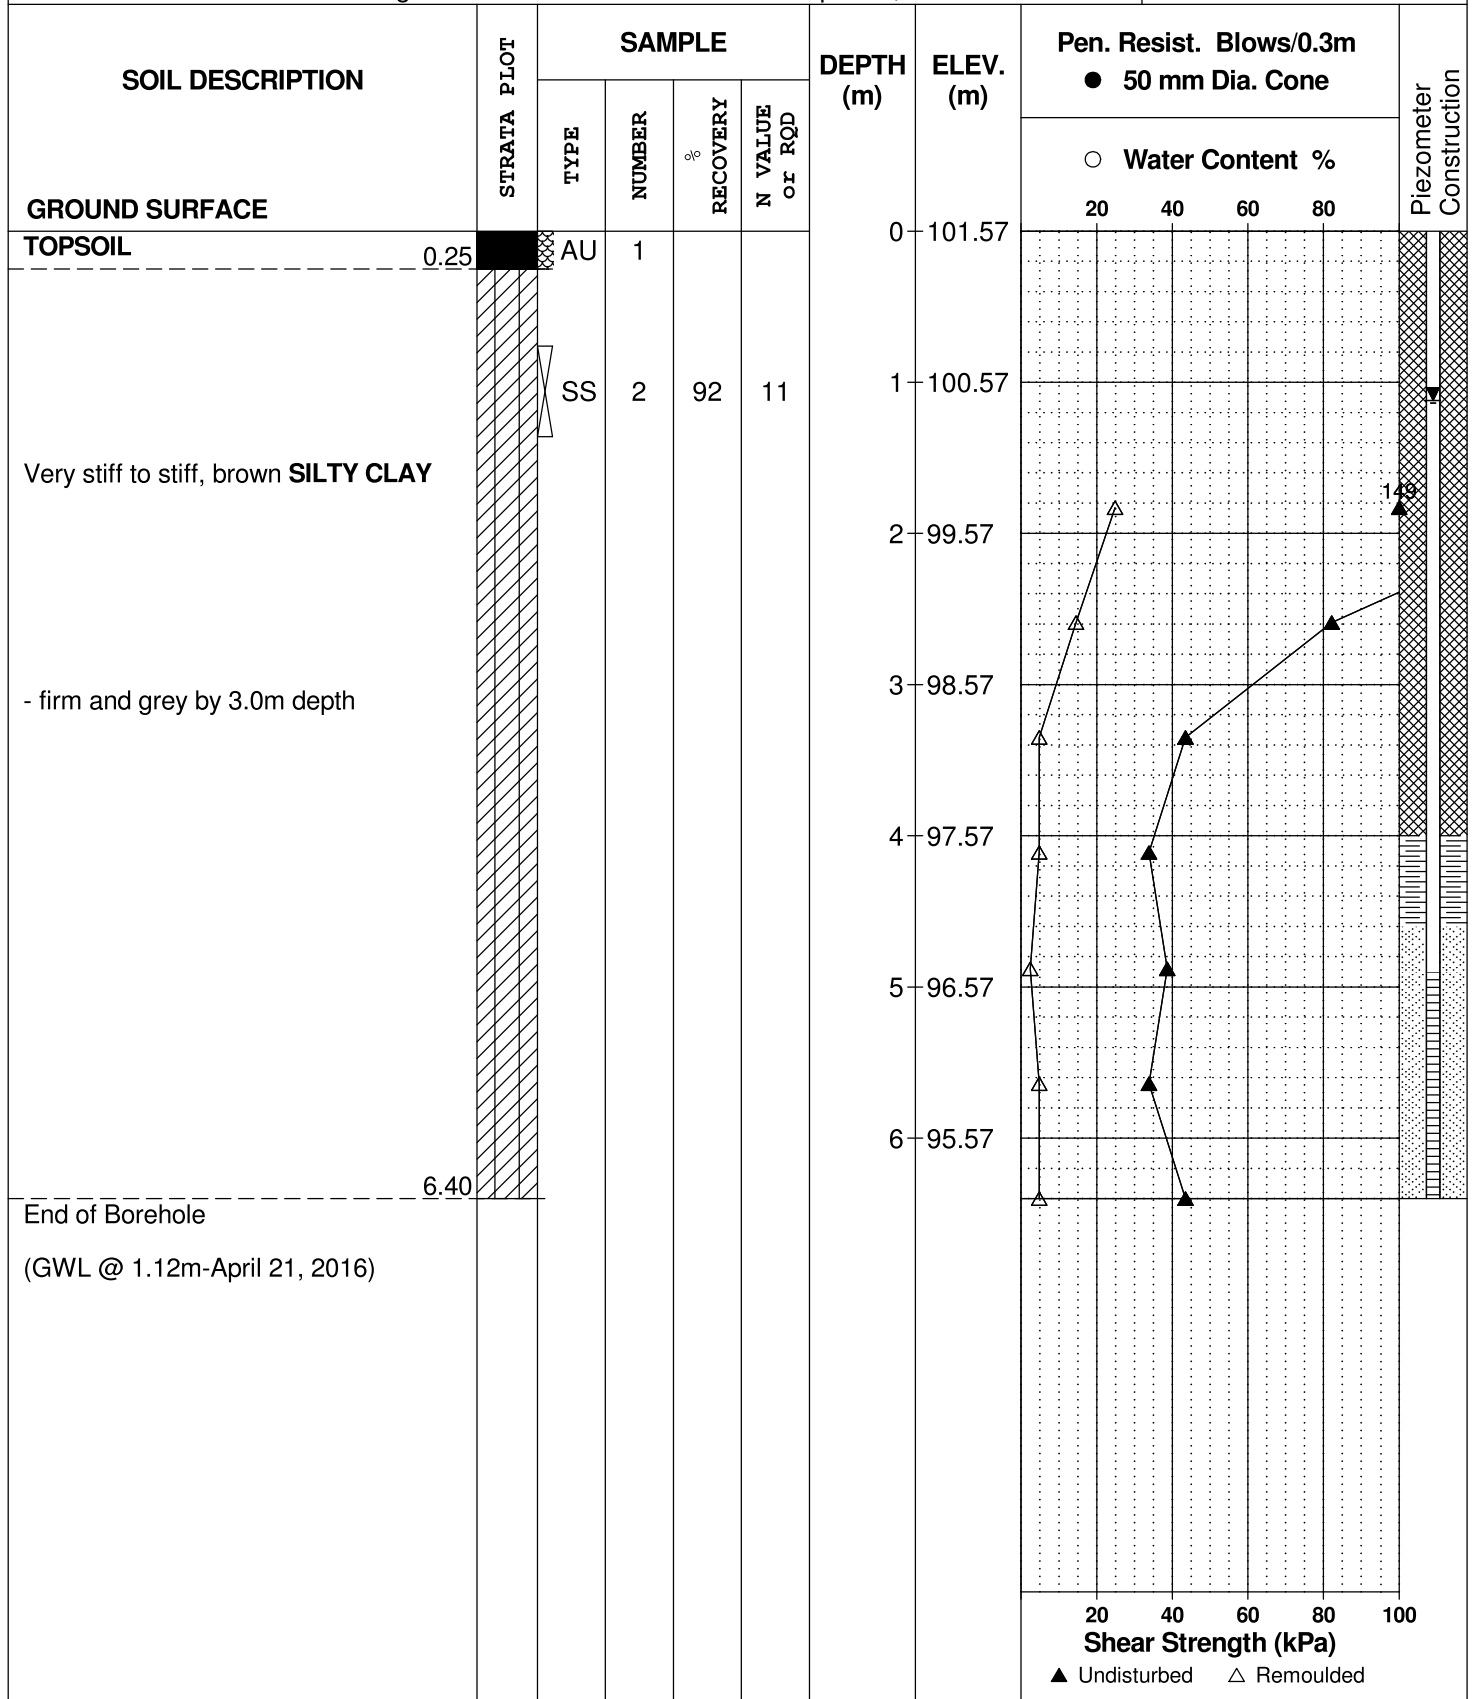 SOIL DESCRIPTION
GROUND SURFACE
STRATA PLOT
SAMPLE
TYPE
NUMBER
%
RECOVERY
N VALUE
or RQD
DEPTH
(m)
ELEV.
(m)
Pen. Resist. Blows/0.3m
● 50 mm Dia. Cone
○ Water Content %
20 40 60 80
Piezometer
Construction
TOPSOIL
0.25
AU 1
0 101.57
SS 2 92 11
1 100.57
Very stiff to stiff, brown SILTY CLAY
149
2 99.57
- firm and grey by 3.0m depth
3 98.57
4 97.57
5 96.57
6 95.57
6.40
End of Borehole
(GWL @ 1.12m-April 21, 2016)
20 40 60 80 100
Shear Strength (kPa)
▲ Undisturbed △ Remoulded